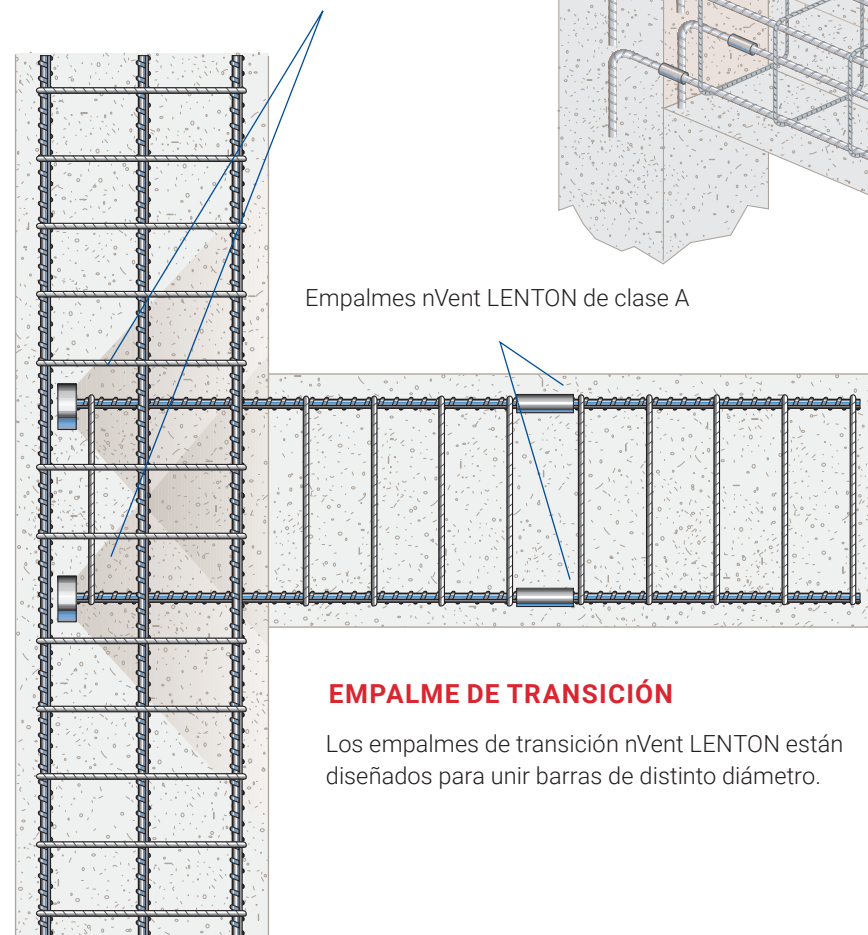 Empalmes nVent LENTON de clase A
EMPALME DE TRANSICIÓN
Los empalmes de transición nVent LENTON están
diseñados para unir barras de distinto diámetro.